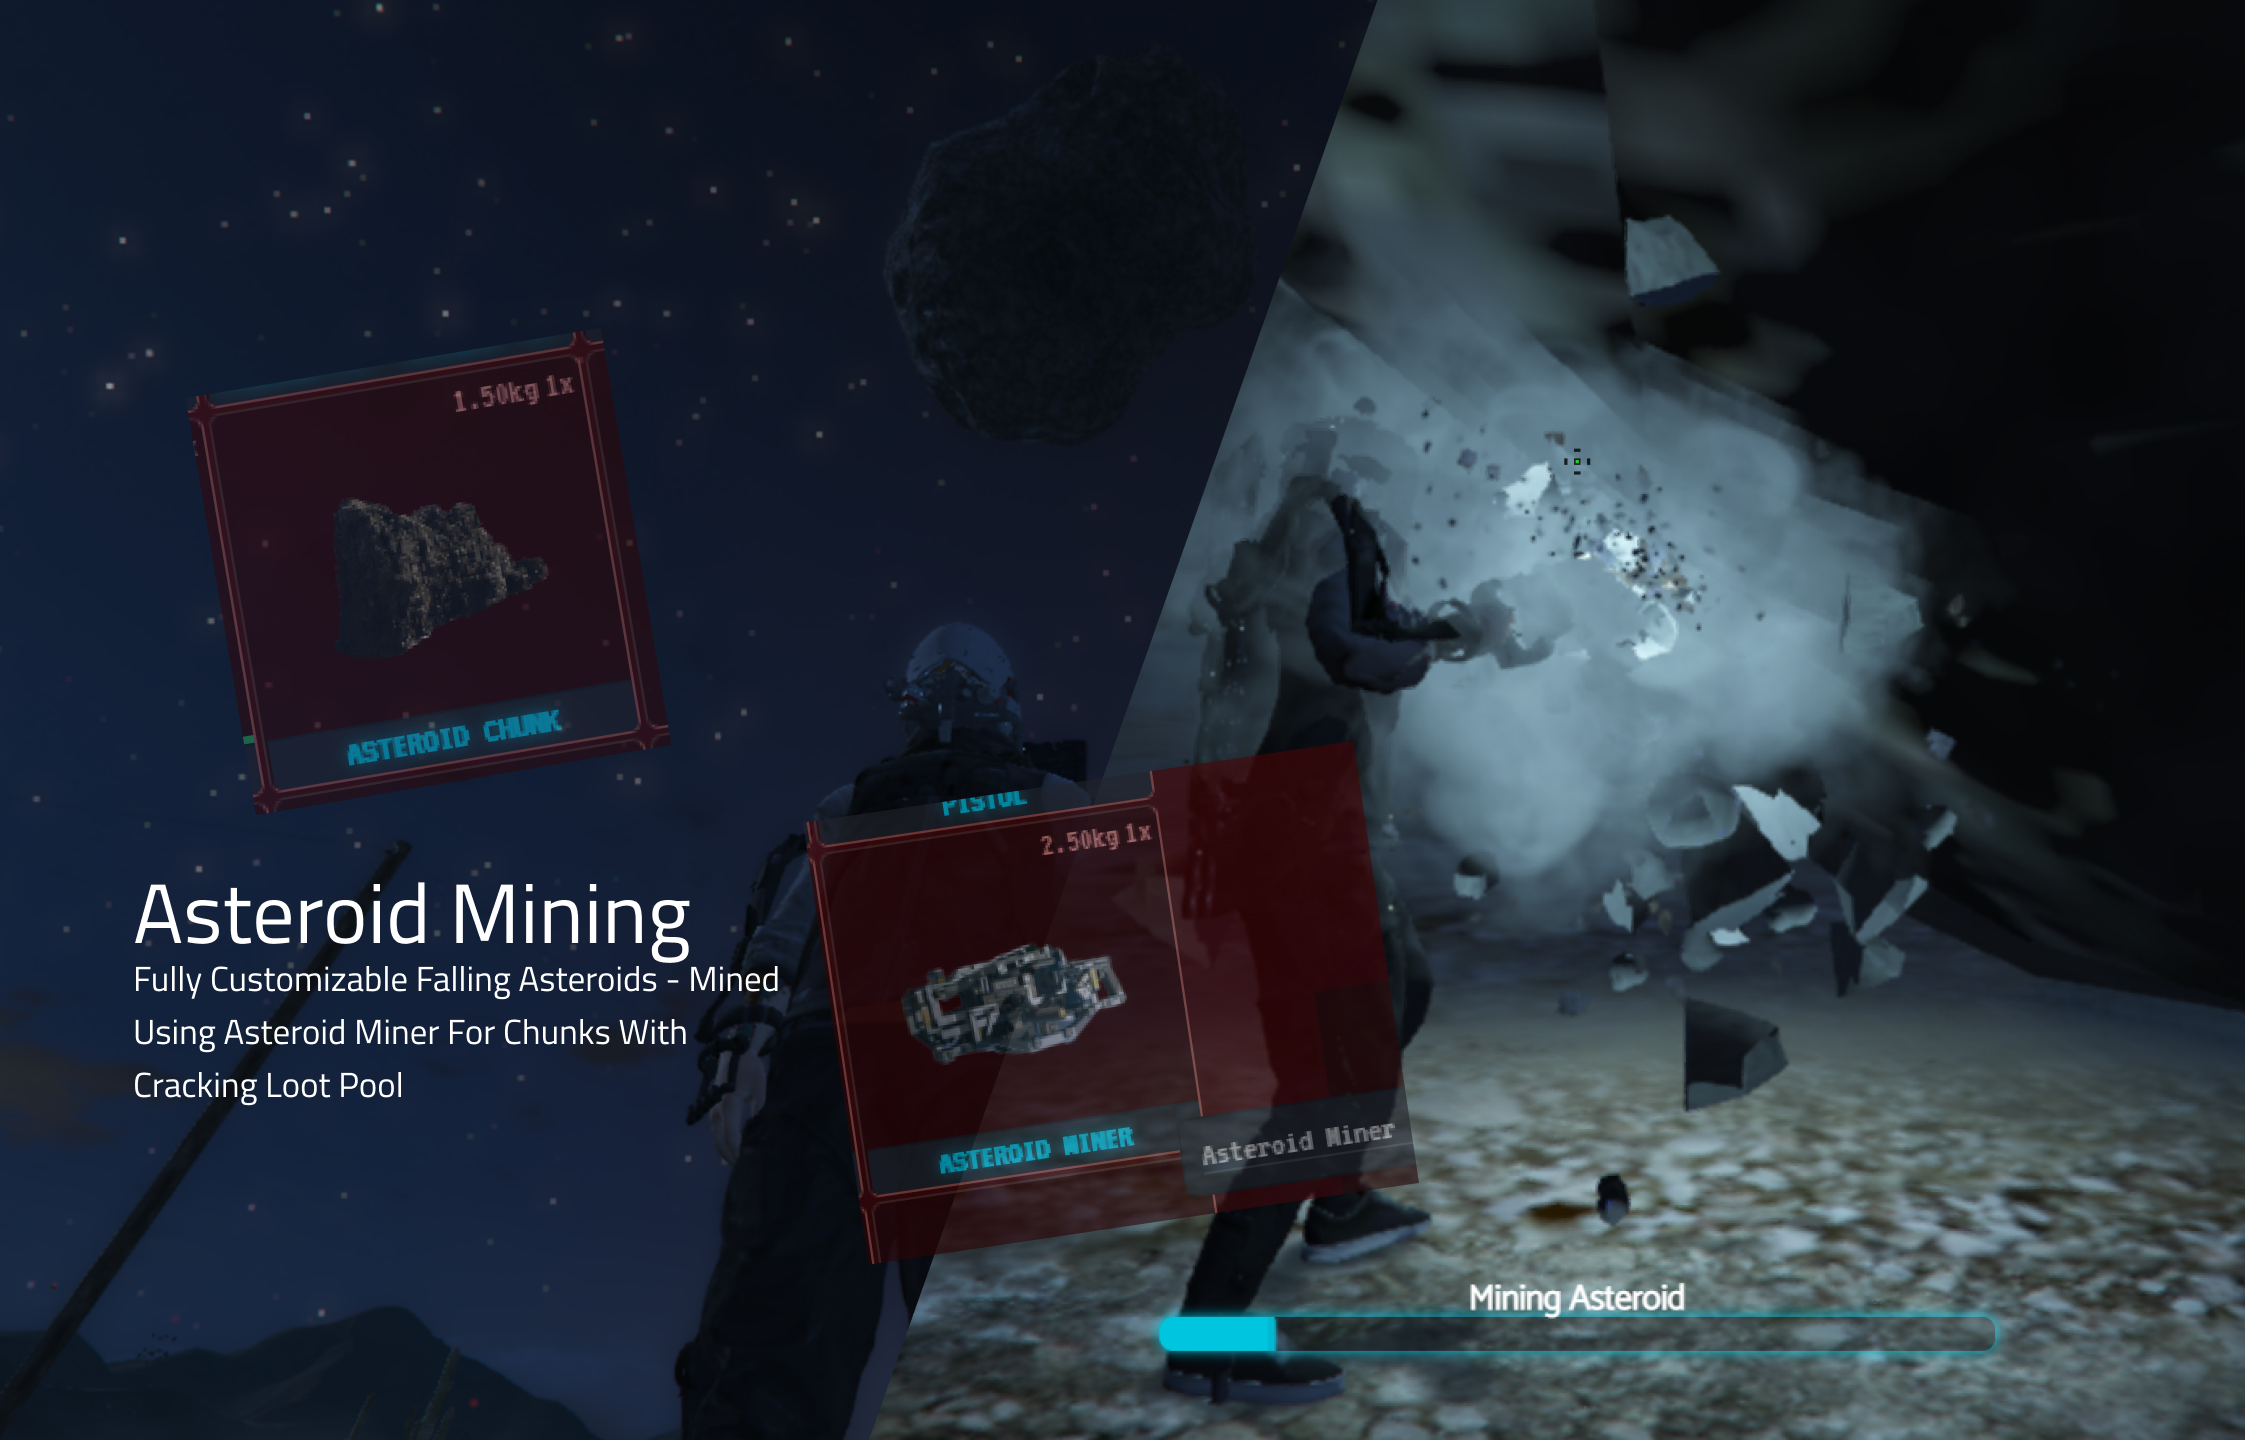 1.50kg 1x
ASTEROID CHUNK
PISTOL
2.50kg 1x
Asteroid Mining
Fully Customizable Falling Asteroids - Mined
Using Asteroid Miner For Chunks With
Cracking Loot Pool
ASTEROID MINER
Asteroid Miner
Mining Asteroid